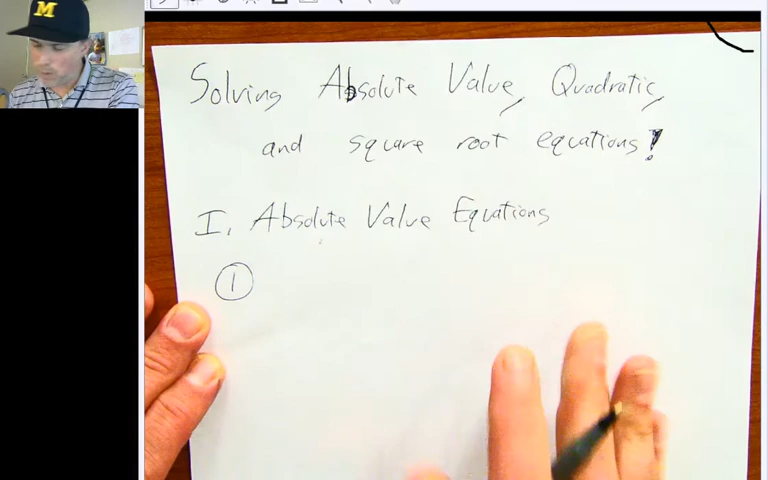 M
Solving Absolute Value, Quadratic,
and square root equations!
I. Absolute Value Equations
1